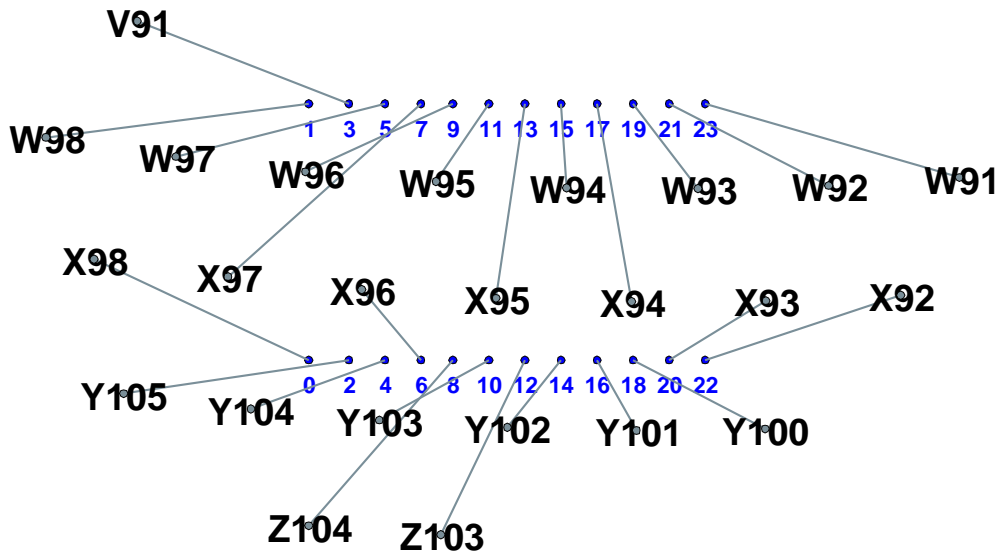 V91
1 3 5 7 9 11 13 15 17 19 21 23
W98 W97 W96 W95 W94 W93 W92 W91
X98 X97 X96 X95 X94 X93 X92
0 2 4 6 8 10 12 14 16 18 20 22
Y105 Y104 Y103 Y102 Y101 Y100
Z104 Z103